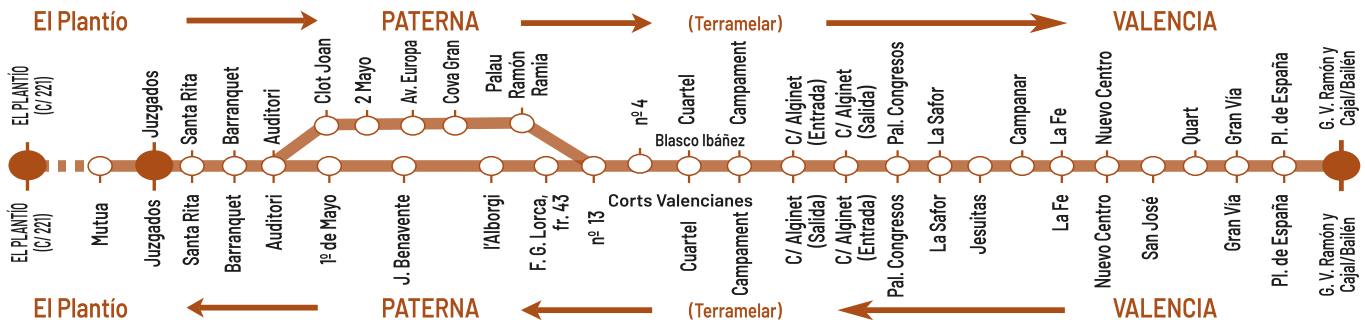 El Plantío
PATERNA
(Terramelar)
VALENCIA
EL PLANTÍO
(C/ 221)
Juzgados
Santa Rita
Barranquet
Auditori
Clot Joan
2 Mayo
Av. Europa
Cova Gran
Palau
Ramón
Ramia
nº 4
Cuartel
Campament
C/ Alginet
(Entrada)
C/ Alginet
(Salida)
Pal. Congresos
La Safor
Campanar
La Fe
Nuevo Centro
Quart
Gran Vía
Pl. de España
G. V. Ramón y
Cajal/Bailén
Blasco Ibáñez
Corts Valencianes
EL PLANTÍO
(C/ 221)
Mutua
Juzgados
Santa Rita
Barranquet
Auditori
1º de Mayo
J. Benavente
l'Alborgi
F. G. Lorca,
fr. 43
nº 13
Cuartel
Campament
C/ Alginet
(Salida)
C/ Alginet
(Entrada)
Pal. Congresos
La Safor
Jesuitas
La Fe
Nuevo Centro
San José
Gran Vía
Pl. de España
G. V. Ramón y
Cajal/Bailén
El Plantío
PATERNA
(Terramelar)
VALENCIA